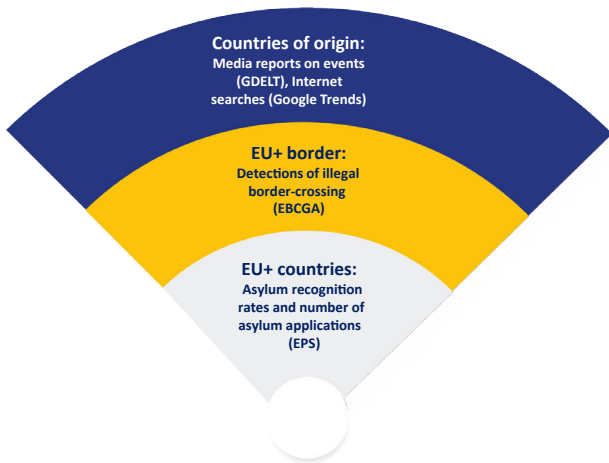 Countries of origin:
Media reports on events
(GDELT), Internet
searches (Google Trends)
EU+ border:
Detections of illegal
border-crossing
(EBCGA)
EU+ countries:
Asylum recognition
rates and number of
asylum applications
(EPS)